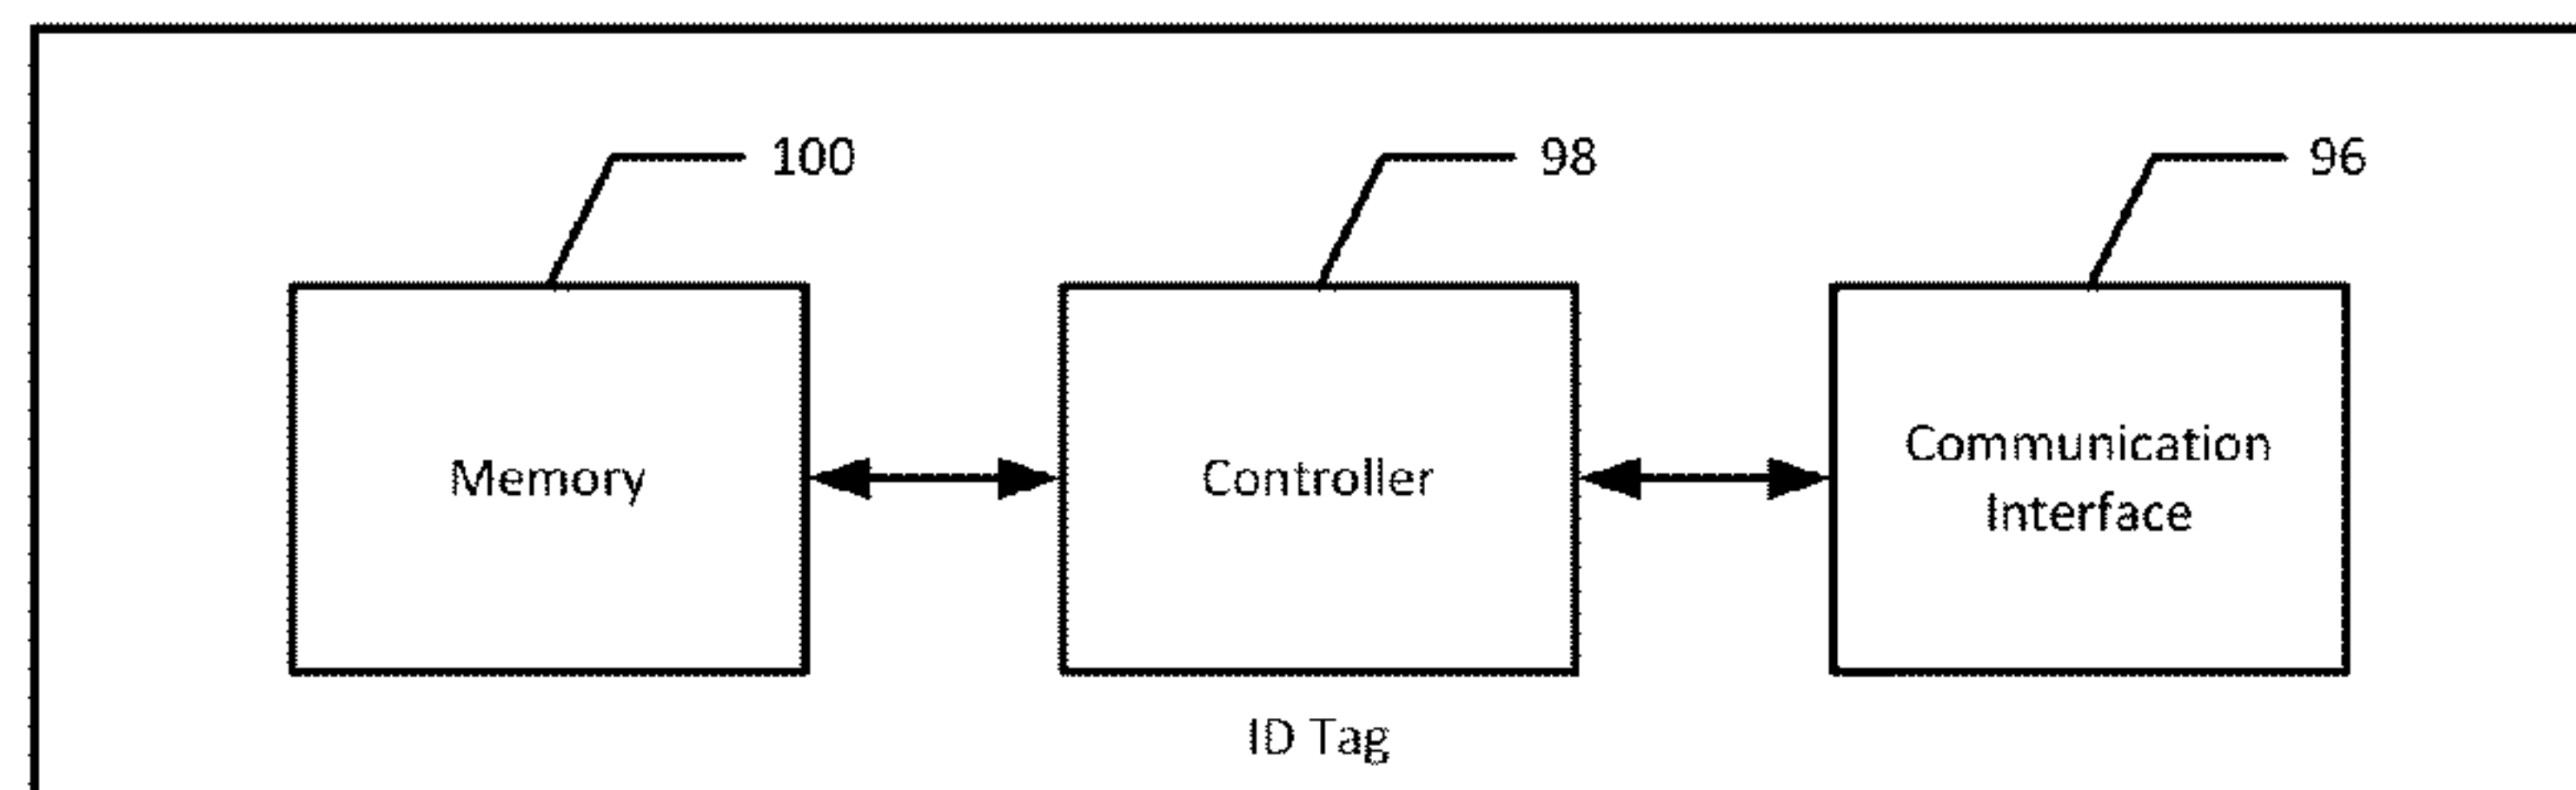 100
98
96
Memory
Controller
Communication
Interface
ID Tag